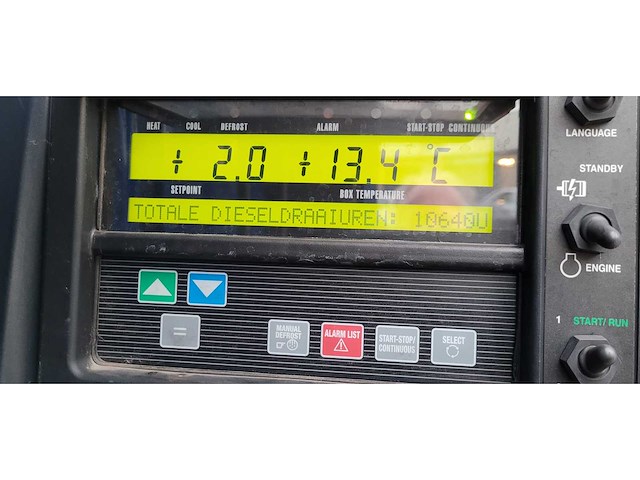 HEAT COOL DEFROST ALARM START-STOP CONTINUOUS
+ 2.0 +13.4 °C
SETPOINT BOX TEMPERATURE
TOTALE DIESELDRAAIUREN: 10640U
LANGUAGE
STANDBY
ENGINE
1 START/RUN
=
MANUAL DEFROST
ALARM LIST
START-STOP/ CONTINUOUS
SELECT